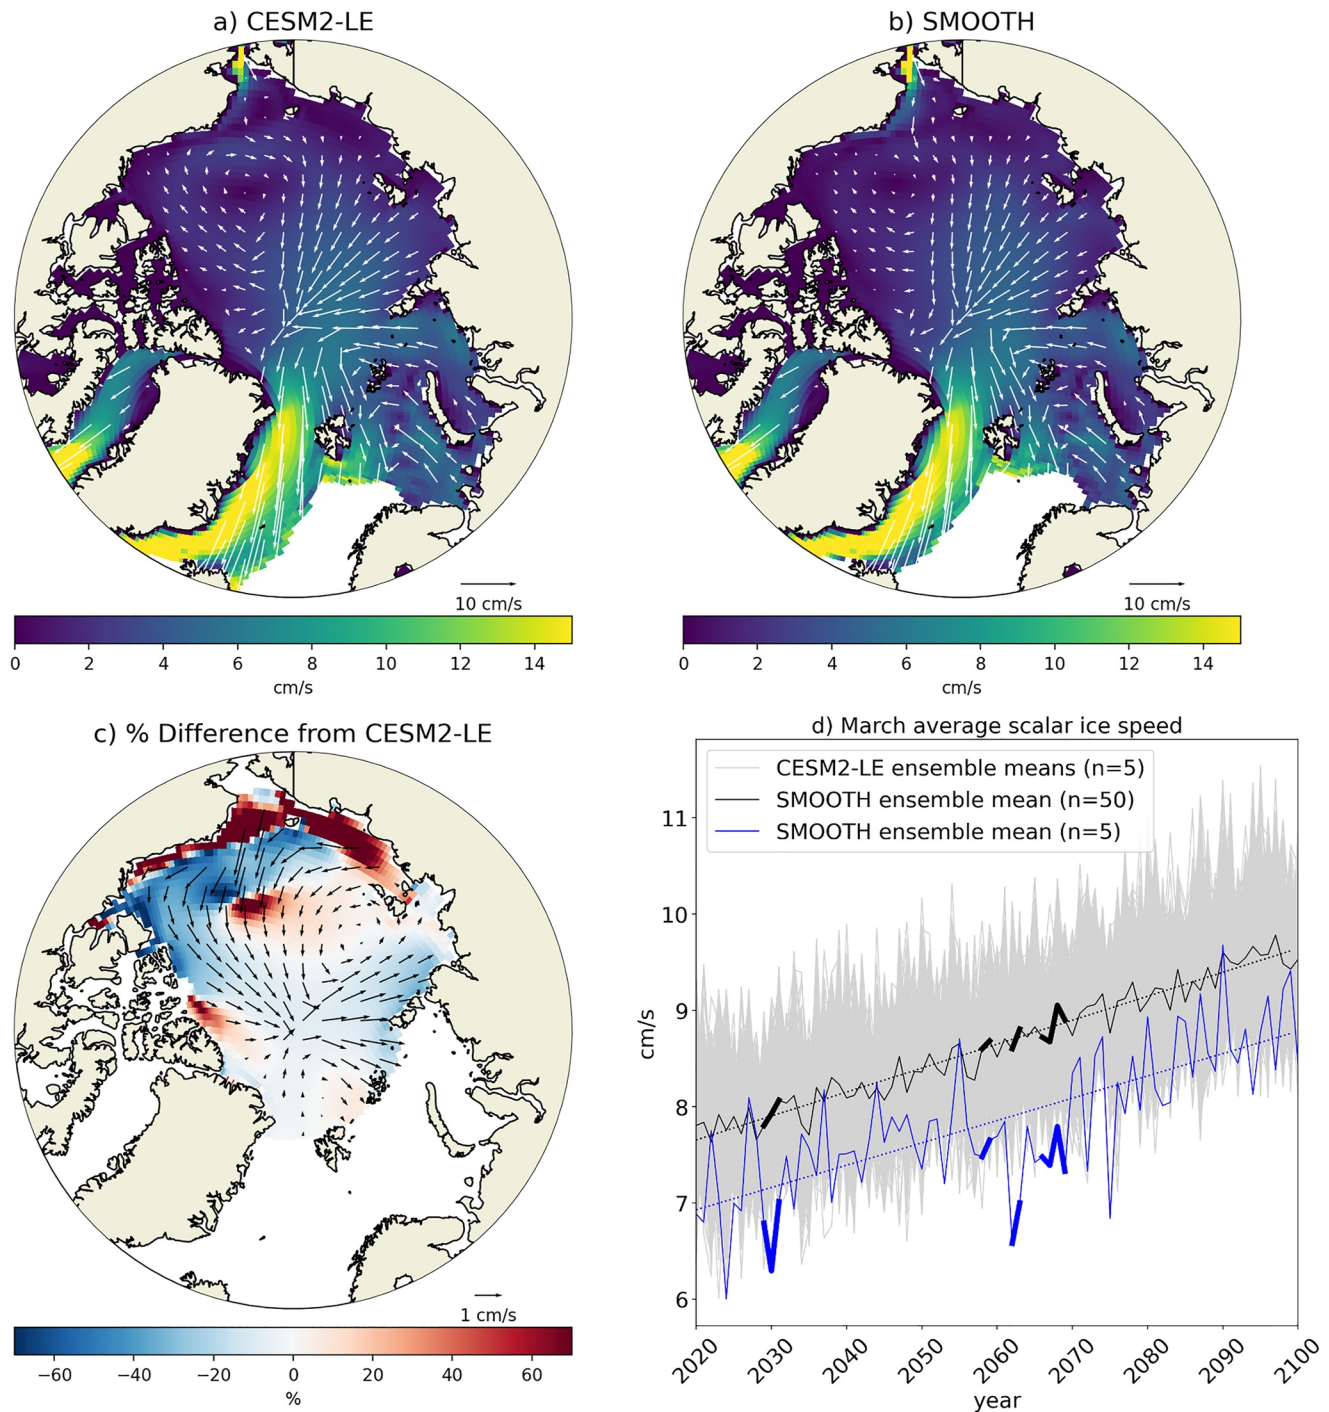 a) CESM2-LE
b) SMOOTH
10 cm/s
10 cm/s
0 2 4 6 8 10 12 14
cm/s
0 2 4 6 8 10 12 14
cm/s
c) % Difference from CESM2-LE
1 cm/s
−60 −40 −20 0 20 40 60
%
d) March average scalar ice speed
CESM2-LE ensemble means (n=5)
SMOOTH ensemble mean (n=50)
SMOOTH ensemble mean (n=5)
11
10
9
8
7
6
cm/s
2020 2030 2040 2050 2060 2070 2080 2090 2100
year